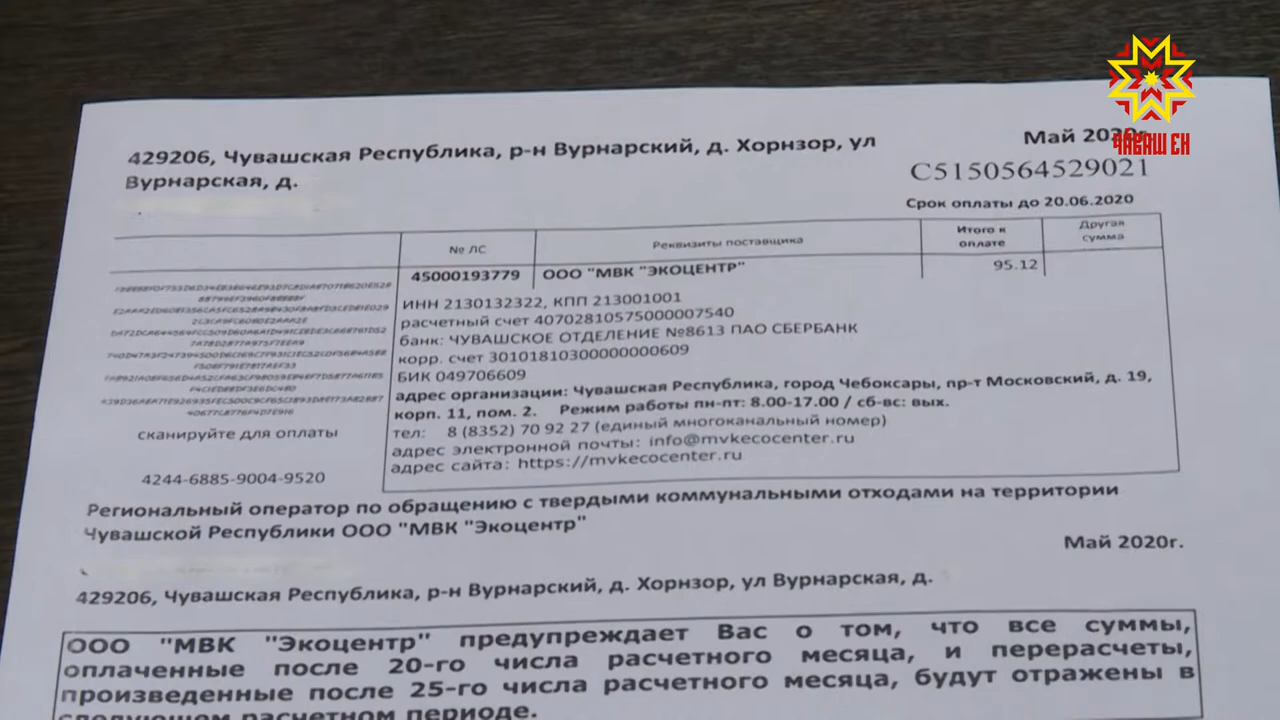 429206, Чувашская Республика, р-н Вурнарский, д. Хорнзор, ул
Вурнарская, д.
Май 2020г.
ЧӐВАШ ЕН
С5150564529021
Срок оплаты до 20.06.2020
№ ЛС
Реквизиты поставщика
Итого к
оплате
Другая
сумма
45000193779
ООО "МВК "ЭКОЦЕНТР"
95.12
ИНН 2130132322, КПП 213001001
расчетный счет 40702810575000007540
банк: ЧУВАШСКОЕ ОТДЕЛЕНИЕ №8613 ПАО СБЕРБАНК
корр. счет 30101810300000000609
БИК 049706609
адрес организации: Чувашская Республика, город Чебоксары, пр-т Московский, д. 19,
корп. 11, пом. 2. Режим работы пн-пт: 8.00-17.00 / сб-вс: вых.
тел: 8 (8352) 70 92 27 (единый многоканальный номер)
адрес электронной почты: info@mvkecocenter.ru
адрес сайта: https://mvkecocenter.ru
сканируйте для оплаты
4244-6885-9004-9520
Региональный оператор по обращению с твердыми коммунальными отходами на территории
Чувашской Республики ООО "МВК "Экоцентр"
Май 2020г.
429206, Чувашская Республика, р-н Вурнарский, д. Хорнзор, ул Вурнарская, д.
ООО "МВК "Экоцентр" предупреждает Вас о том, что все суммы,
оплаченные после 20-го числа расчетного месяца, и перерасчеты,
произведенные после 25-го числа расчетного месяца, будут отражены в
следующем расчетном периоде.